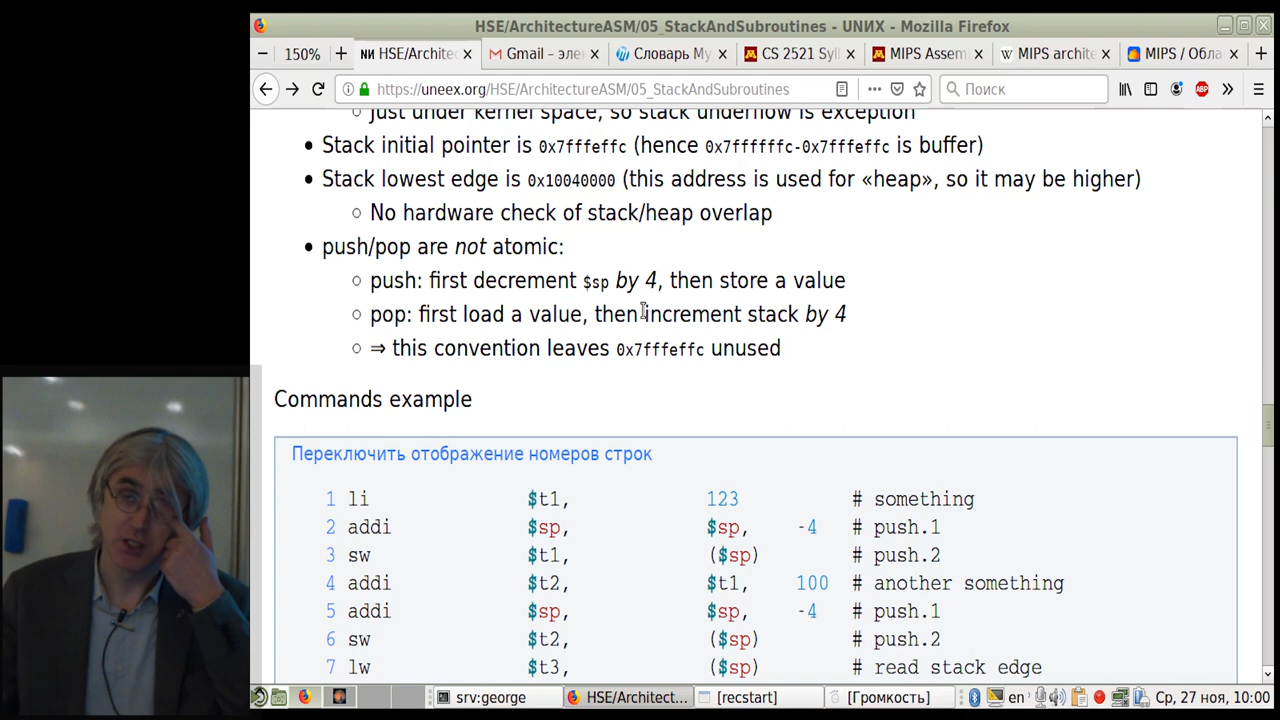 HSE/ArchitectureASM/05_StackAndSubroutines - UNИX - Mozilla Firefox
150% HSE/Architec Gmail – элен Словарь Му CS 2521 Syll MIPS Assem MIPS archite MIPS / Обла
https://uneex.org/HSE/ArchitectureASM/05_StackAndSubroutines Поиск ABP
just under kernel space, so stack underflow is exception
Stack initial pointer is 0x7fffeffc (hence 0x7ffffffc-0x7fffeffc is buffer)
Stack lowest edge is 0x10040000 (this address is used for «heap», so it may be higher)
No hardware check of stack/heap overlap
push/pop are not atomic:
push: first decrement $sp by 4, then store a value
pop: first load a value, then increment stack by 4
⇒ this convention leaves 0x7fffeffc unused
Commands example
Переключить отображение номеров строк
1 li $t1, 123 # something
2 addi $sp, $sp, -4 # push.1
3 sw $t1, ($sp) # push.2
4 addi $t2, $t1, 100 # another something
5 addi $sp, $sp, -4 # push.1
6 sw $t2, ($sp) # push.2
7 lw $t3, ($sp) # read stack edge
srv:george HSE/Architect... [recstart] [Громкость] en Ср, 27 ноя, 10:00